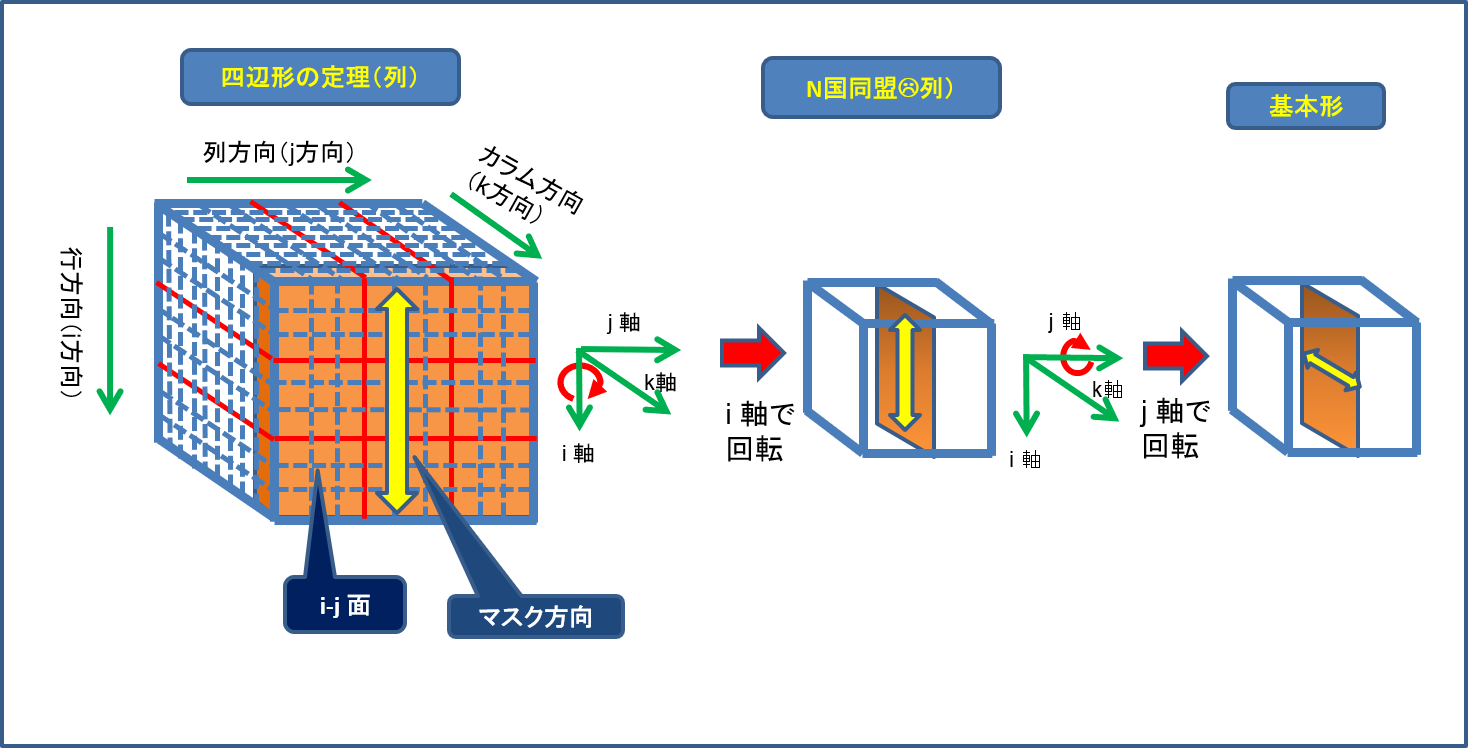 四辺形の定理(列)
N国同盟☹列)
基本形
列方向(j方向)
カラム方向
(k方向)
行方向(i方向)
j 軸
k軸
i 軸
i 軸で
回転
j 軸
k軸
i 軸
j 軸で
回転
i-j 面
マスク方向